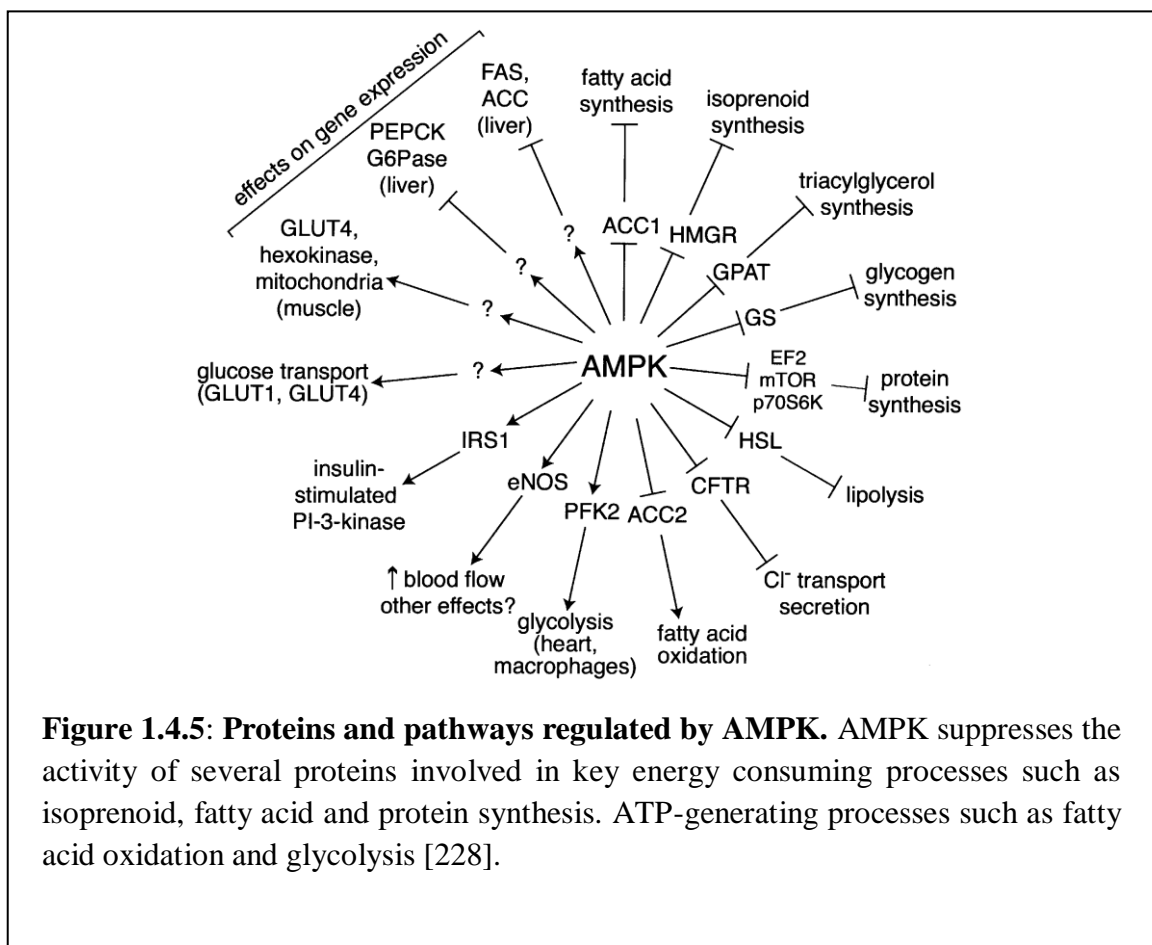 effects on gene expression
FAS,
ACC
(liver)
fatty acid
synthesis
isoprenoid
synthesis
PEPCK
G6Pase
(liver)
triacylglycerol
synthesis
GLUT4,
hexokinase,
mitochondria
(muscle)
?
?
?
ACC1
HMGR
GPAT
GS
glycogen
synthesis
glucose transport
(GLUT1, GLUT4)
?
AMPK
EF2
mTOR
p70S6K
protein
synthesis
IRS1
HSL
insulin-
stimulated
PI-3-kinase
eNOS
PFK2
ACC2
CFTR
lipolysis
↑ blood flow
other effects?
glycolysis
(heart,
macrophages)
fatty acid
oxidation
Cl⁻ transport
secretion
Figure 1.4.5: Proteins and pathways regulated by AMPK. AMPK suppresses the
activity of several proteins involved in key energy consuming processes such as
isoprenoid, fatty acid and protein synthesis. ATP-generating processes such as fatty
acid oxidation and glycolysis [228].